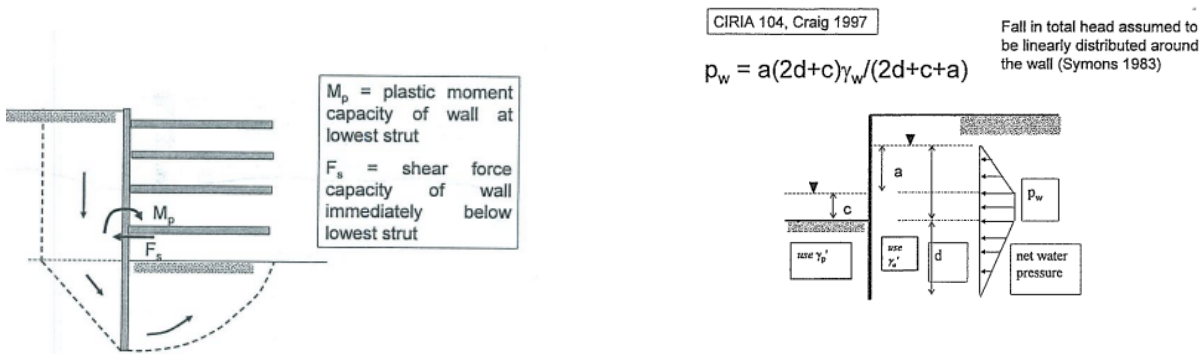 M_p = plastic moment
capacity of wall at
lowest strut
F_s = shear force
capacity of wall
immediately below
lowest strut
M_p
F_s
CIRIA 104, Craig 1997
Fall in total head assumed to
be linearly distributed around
the wall (Symons 1983)
p_w = a(2d+c)γ_w/(2d+c+a)
a
c
d
p_w
use γ_p'
use
γ_a'
net water
pressure